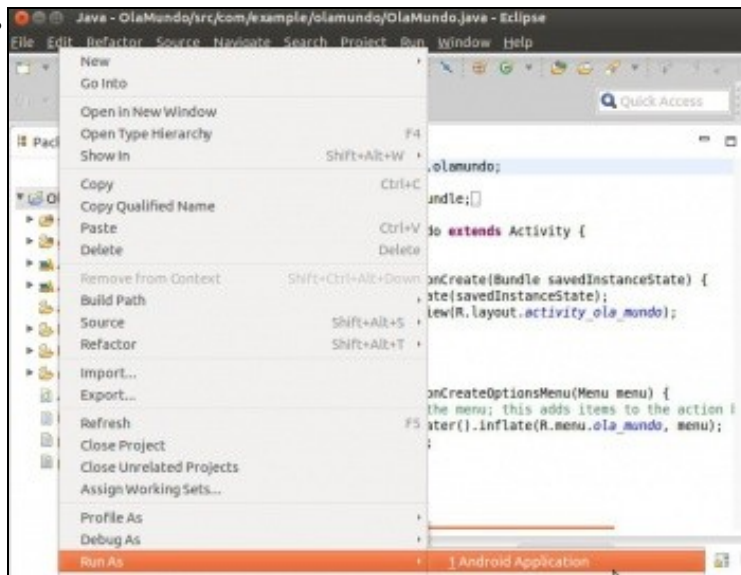 Java - OlaMundo/src/com/example/olamundo/OlaMundo.java - Eclipse
File Edit Refactor Source Navigate Search Project Run Window Help
Quick Access
New
Go Into
Open in New Window
Open Type Hierarchy F4
Show In Shift+Alt+W
Copy Ctrl+C
Copy Qualified Name
Paste Ctrl+V
Delete Delete
Remove from Context Shift+Ctrl+Alt+Down
Build Path
Source Shift+Alt+S
Refactor Shift+Alt+T
Import...
Export...
Refresh F5
Close Project
Close Unrelated Projects
Assign Working Sets...
Profile As
Debug As
Run As
1 Android Application
Pac
Ol
.olamundo;
undle;
do extends Activity {
onCreate(Bundle savedInstanceState) {
ate(savedInstanceState);
iew(R.layout.activity_ola_mundo);
onCreateOptionsMenu(Menu menu) {
the menu; this adds items to the action
ater().inflate(R.menu.ola_mundo, menu);
;